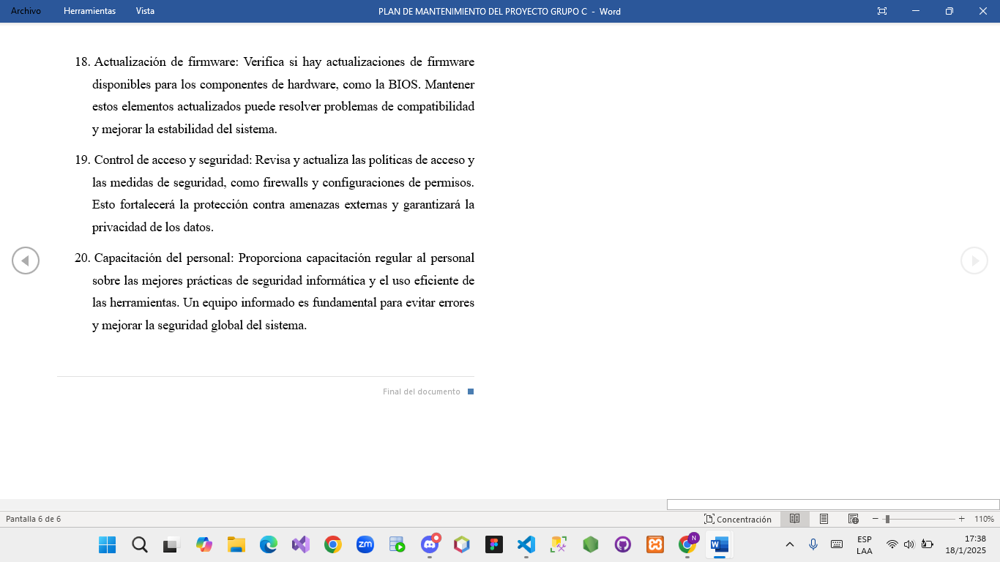 Archivo Herramientas Vista PLAN DE MANTENIMIENTO DEL PROYECTO GRUPO C - Word
18. Actualización de firmware: Verifica si hay actualizaciones de firmware
disponibles para los componentes de hardware, como la BIOS. Mantener
estos elementos actualizados puede resolver problemas de compatibilidad
y mejorar la estabilidad del sistema.
19. Control de acceso y seguridad: Revisa y actualiza las políticas de acceso y
las medidas de seguridad, como firewalls y configuraciones de permisos.
Esto fortalecerá la protección contra amenazas externas y garantizará la
privacidad de los datos.
20. Capacitación del personal: Proporciona capacitación regular al personal
sobre las mejores prácticas de seguridad informática y el uso eficiente de
las herramientas. Un equipo informado es fundamental para evitar errores
y mejorar la seguridad global del sistema.
Final del documento
Pantalla 6 de 6 Concentración 110%
zm N W ESP 17:38
LAA 18/1/2025